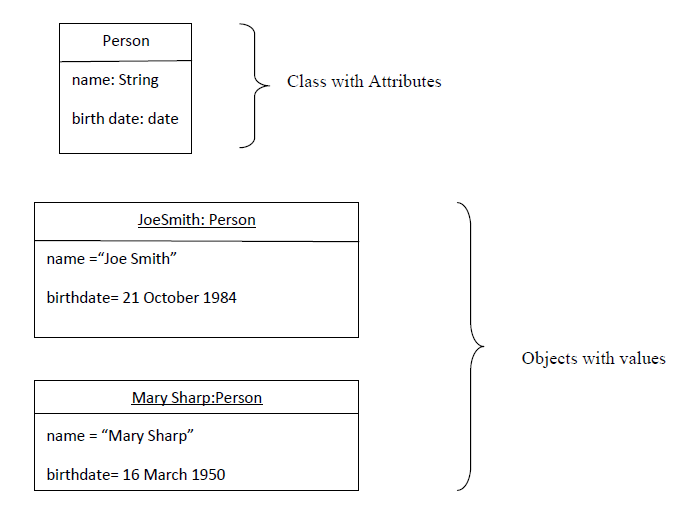 Person
name: String
birth date: date
Class with Attributes
JoeSmith: Person
name =“Joe Smith”
birthdate= 21 October 1984
Objects with values
Mary Sharp:Person
name = “Mary Sharp”
birthdate= 16 March 1950